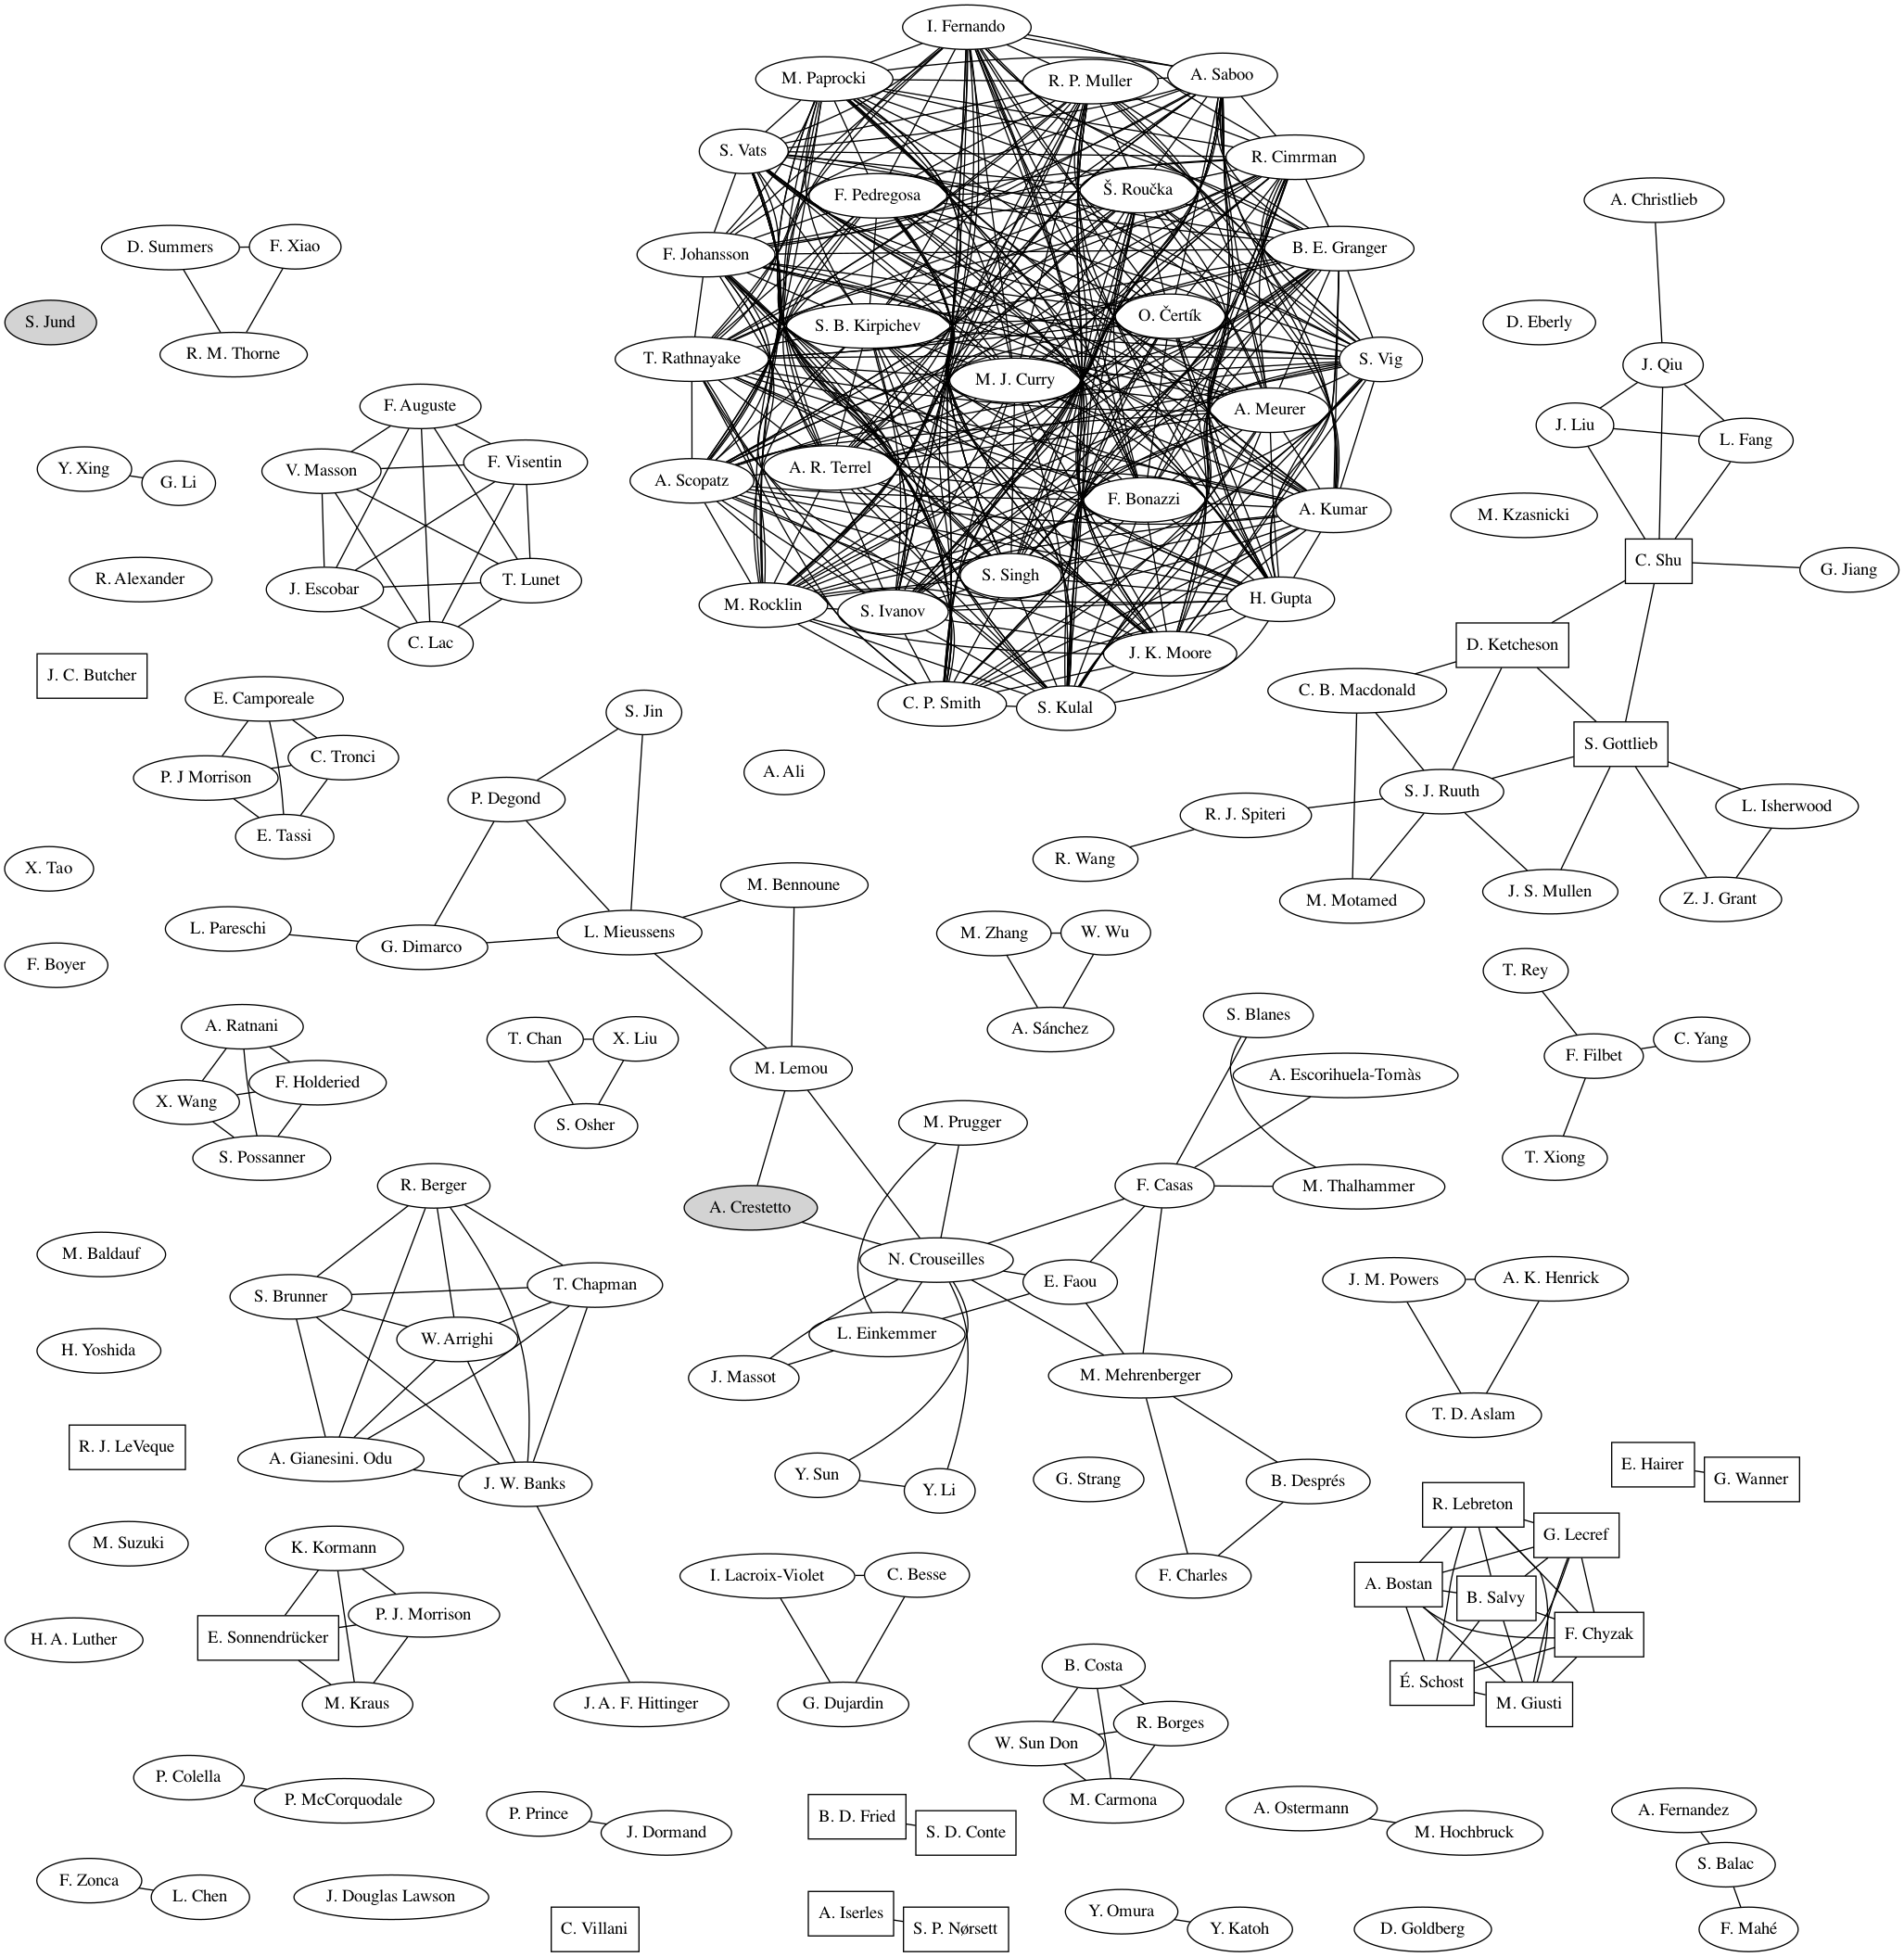 I. Fernando
M. Paprocki
R. P. Muller
A. Saboo
S. Vats
R. Cimrman
F. Pedregosa
Š. Roučka
A. Christlieb
D. Summers
F. Xiao
F. Johansson
B. E. Granger
S. Jund
R. M. Thorne
S. B. Kirpichev
O. Čertík
D. Eberly
T. Rathnayake
S. Vig
J. Qiu
M. J. Curry
F. Auguste
A. Meurer
J. Liu
L. Fang
Y. Xing
G. Li
V. Masson
F. Visentin
A. Scopatz
A. R. Terrel
F. Bonazzi
A. Kumar
M. Kzasnicki
R. Alexander
J. Escobar
T. Lunet
S. Singh
C. Shu
G. Jiang
M. Rocklin
S. Ivanov
H. Gupta
C. Lac
J. K. Moore
D. Ketcheson
J. C. Butcher
E. Camporeale
S. Jin
C. P. Smith
S. Kulal
C. B. Macdonald
P. J Morrison
C. Tronci
A. Ali
S. Gottlieb
P. Degond
S. J. Ruuth
L. Isherwood
E. Tassi
R. J. Spiteri
X. Tao
R. Wang
M. Bennoune
M. Motamed
J. S. Mullen
Z. J. Grant
L. Pareschi
G. Dimarco
L. Mieussens
M. Zhang
W. Wu
F. Boyer
T. Rey
A. Ratnani
T. Chan
X. Liu
A. Sánchez
S. Blanes
F. Filbet
C. Yang
X. Wang
F. Holderied
M. Lemou
A. Escorihuela-Tomàs
S. Possanner
S. Osher
M. Prugger
T. Xiong
R. Berger
A. Crestetto
F. Casas
M. Thalhammer
M. Baldauf
N. Crouseilles
S. Brunner
T. Chapman
E. Faou
J. M. Powers
A. K. Henrick
H. Yoshida
W. Arrighi
L. Einkemmer
J. Massot
M. Mehrenberger
T. D. Aslam
R. J. LeVeque
A. Gianesini. Odu
J. W. Banks
Y. Sun
Y. Li
G. Strang
B. Després
E. Hairer
G. Wanner
R. Lebreton
G. Lecref
M. Suzuki
K. Kormann
I. Lacroix-Violet
C. Besse
F. Charles
A. Bostan
B. Salvy
P. J. Morrison
H. A. Luther
E. Sonnendrücker
F. Chyzak
B. Costa
É. Schost
M. Giusti
M. Kraus
J. A. F. Hittinger
G. Dujardin
W. Sun Don
R. Borges
P. Colella
P. McCorquodale
P. Prince
J. Dormand
B. D. Fried
S. D. Conte
M. Carmona
A. Ostermann
M. Hochbruck
A. Fernandez
S. Balac
F. Zonca
L. Chen
J. Douglas Lawson
C. Villani
A. Iserles
S. P. Nørsett
Y. Omura
Y. Katoh
D. Goldberg
F. Mahé